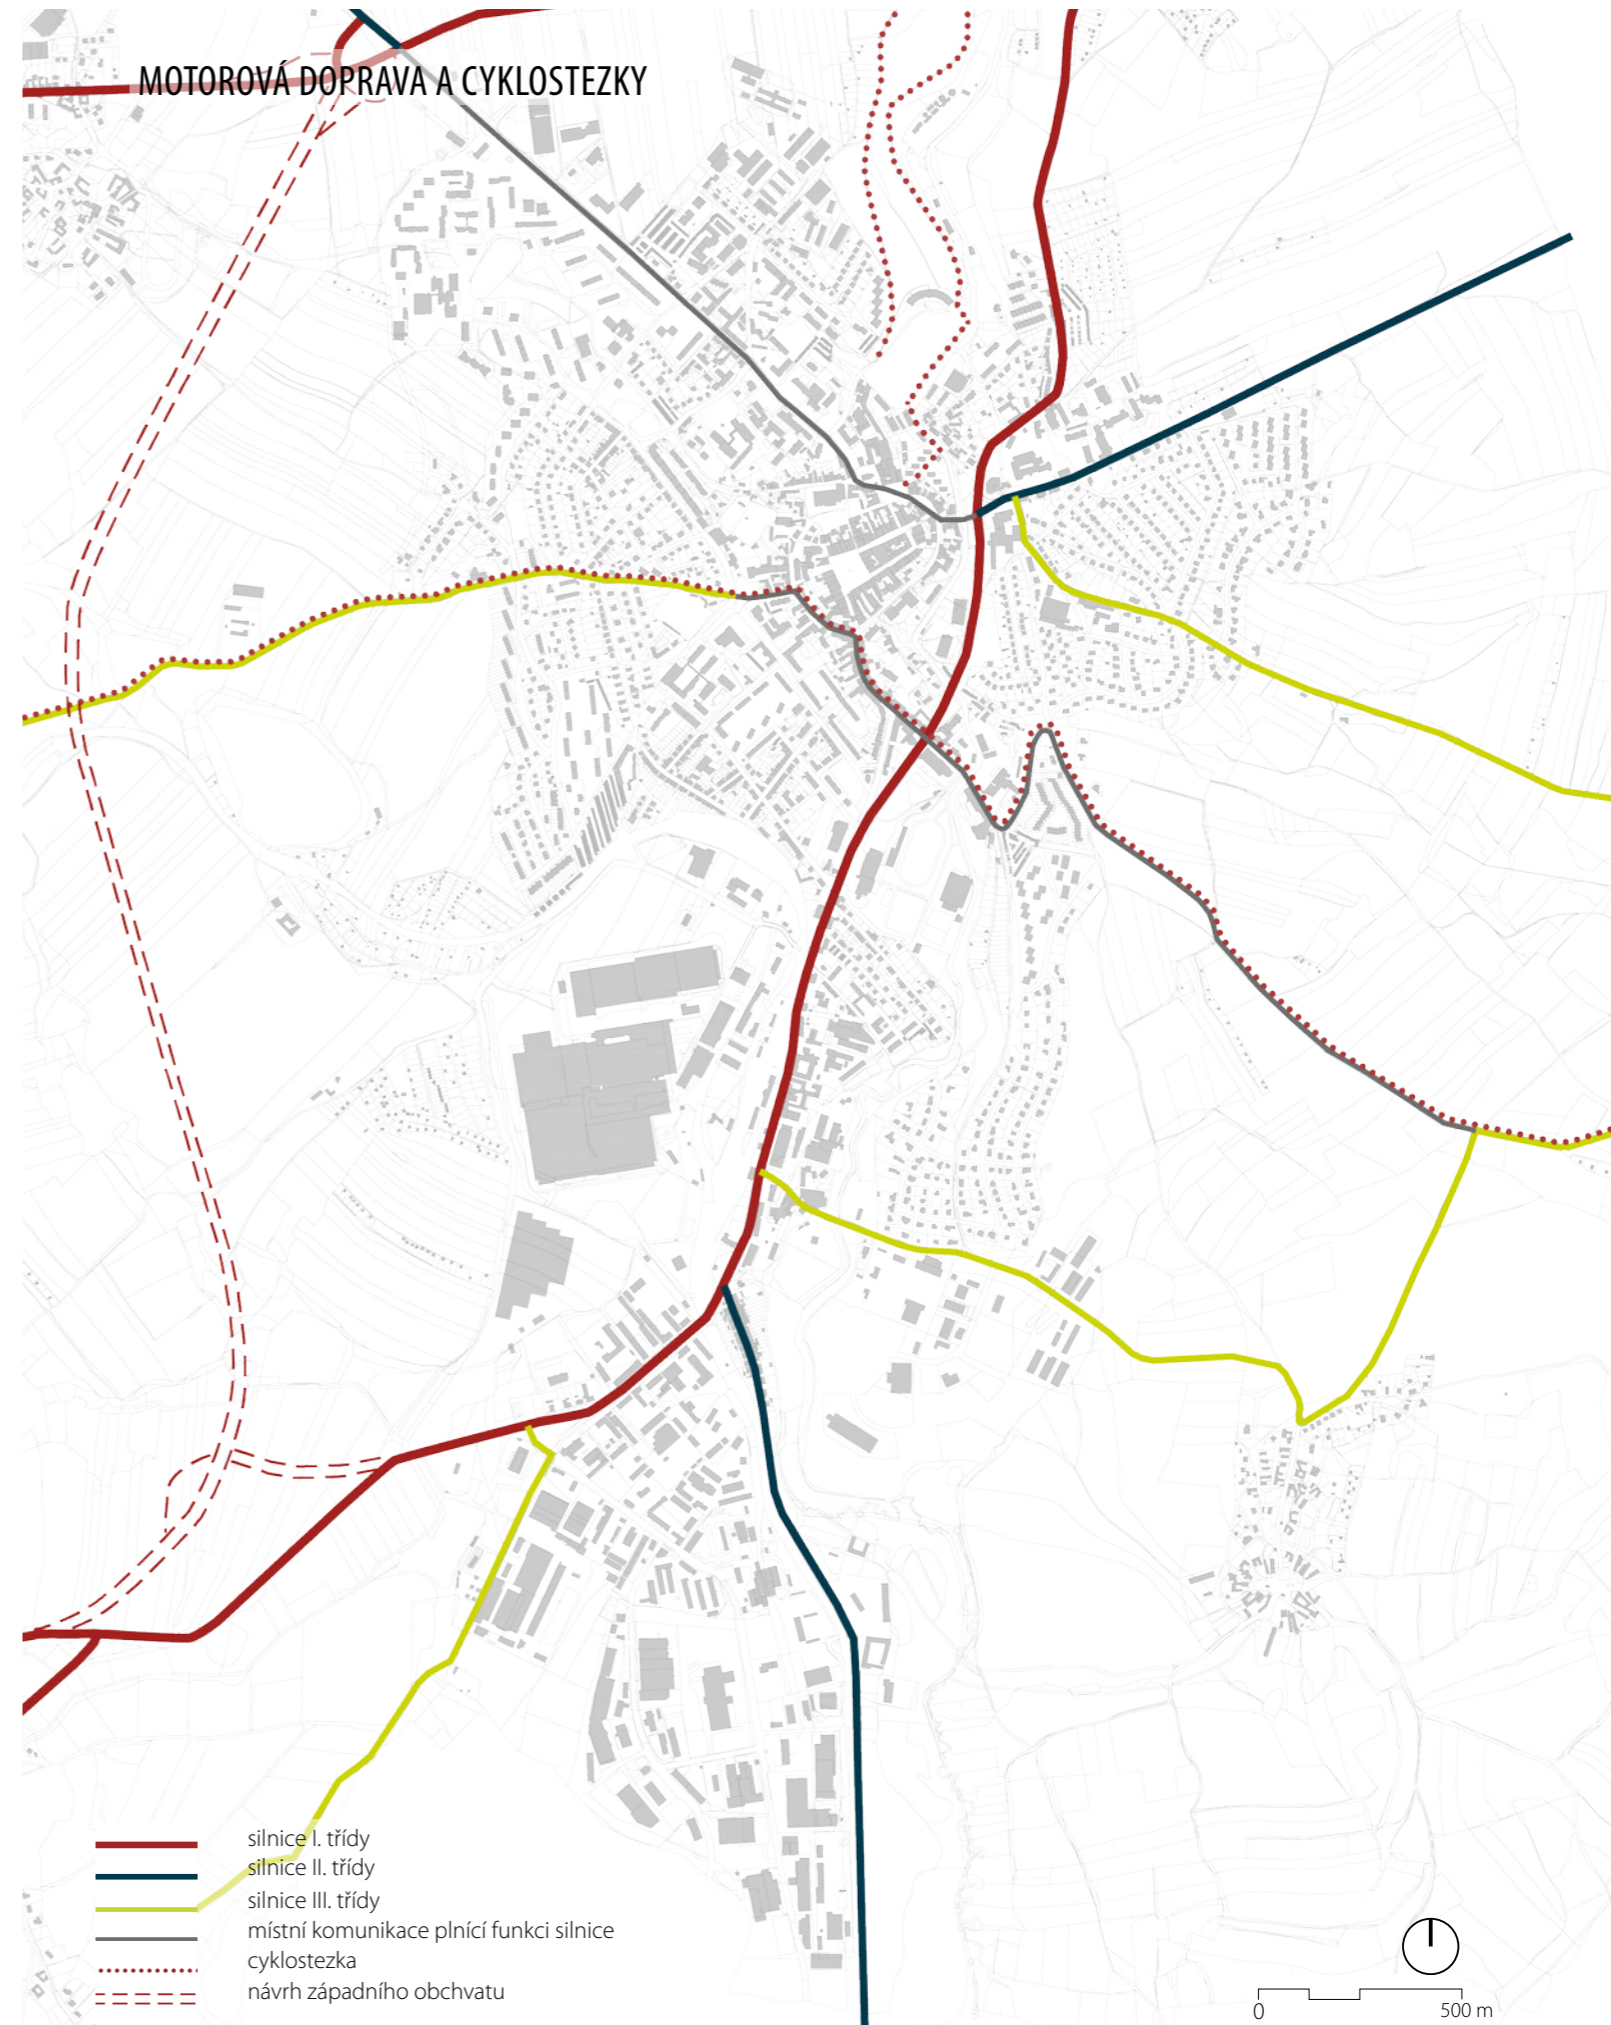 MOTOROVÁ DOPRAVA A CYKLOSTEZKY
silnice I. třídy
silnice II. třídy
silnice III. třídy
místní komunikace plnící funkci silnice
cyklostezka
návrh západního obchvatu
0 500 m